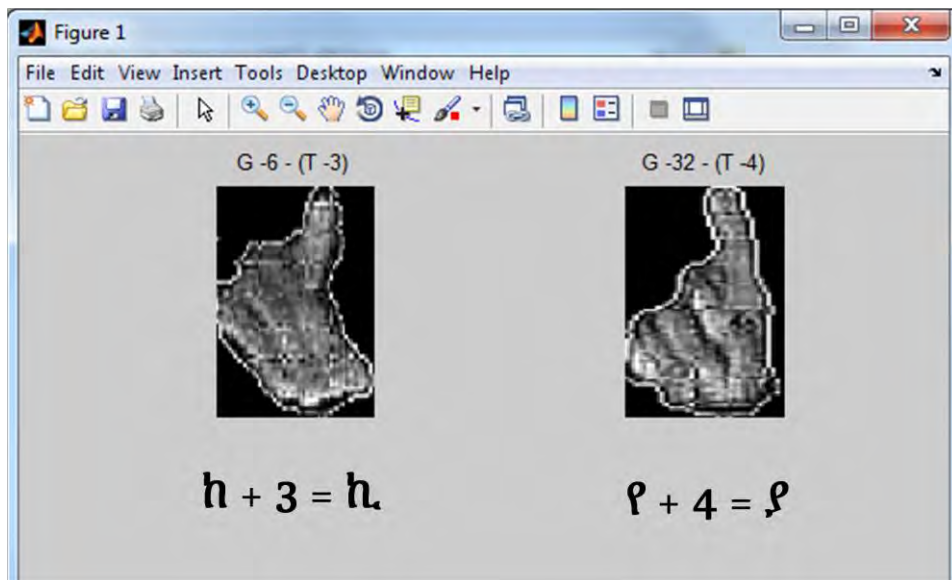 Figure 1
File Edit View Insert Tools Desktop Window Help
G -6 - (T -3)
G -32 - (T -4)
ከ + 3 = ኪ
የ + 4 = ያ